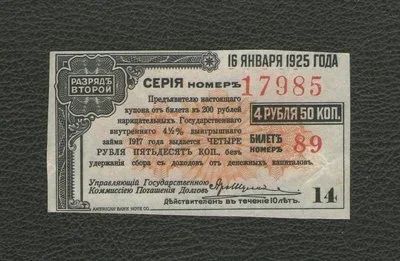 16 ЯНВАРЯ 1925 ГОДА
РАЗРЯДЪ
ВТОРОЙ
СЕРІЯ НОМЕРЪ 17985
Предъявителю настоящаго
купона отъ билета въ 200 рублей
нарицательныхъ Государственнаго
внутренняго 4½% выигрышнаго
займа 1917 года выдается ЧЕТЫРЕ
РУБЛЯ ПЯТЬДЕСЯТЪ КОП., безъ
удержанія сбора съ доходовъ отъ денежныхъ капиталовъ.
4 РУБЛЯ 50 КОП.
БИЛЕТЪ
НОМЕРЪ 89
Управляющій Государственною
Коммиссіею Погашенія Долговъ
14
Дѣйствителенъ въ теченіе 10 лѣтъ.
AMERICAN BANK NOTE CO.